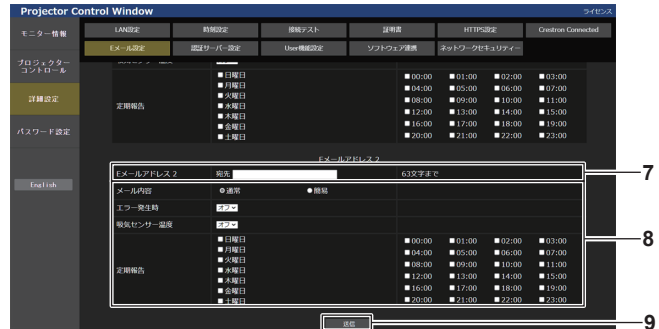 Projector Control Window
ライセンス
モニター情報
プロジェクター
コントロール
詳細設定
パスワード設定
English
LAN設定 時刻設定 接続テスト 証明書 HTTPS設定 Crestron Connected
Eメール設定 認証サーバー設定 User機能設定 ソフトウェア連携 ネットワークセキュリティー
吸気センサー温度
定期報告
日曜日
月曜日
火曜日
水曜日
木曜日
金曜日
土曜日
00:00 01:00 02:00 03:00
04:00 05:00 06:00 07:00
08:00 09:00 10:00 11:00
12:00 13:00 14:00 15:00
16:00 17:00 18:00 19:00
20:00 21:00 22:00 23:00
Eメールアドレス 2
Eメールアドレス 2 宛先 63文字まで
7
メール内容 通常 簡易
エラー発生時 オフ
吸気センサー温度 オフ
8
定期報告
日曜日
月曜日
火曜日
水曜日
木曜日
金曜日
土曜日
00:00 01:00 02:00 03:00
04:00 05:00 06:00 07:00
08:00 09:00 10:00 11:00
12:00 13:00 14:00 15:00
16:00 17:00 18:00 19:00
20:00 21:00 22:00 23:00
送信
9